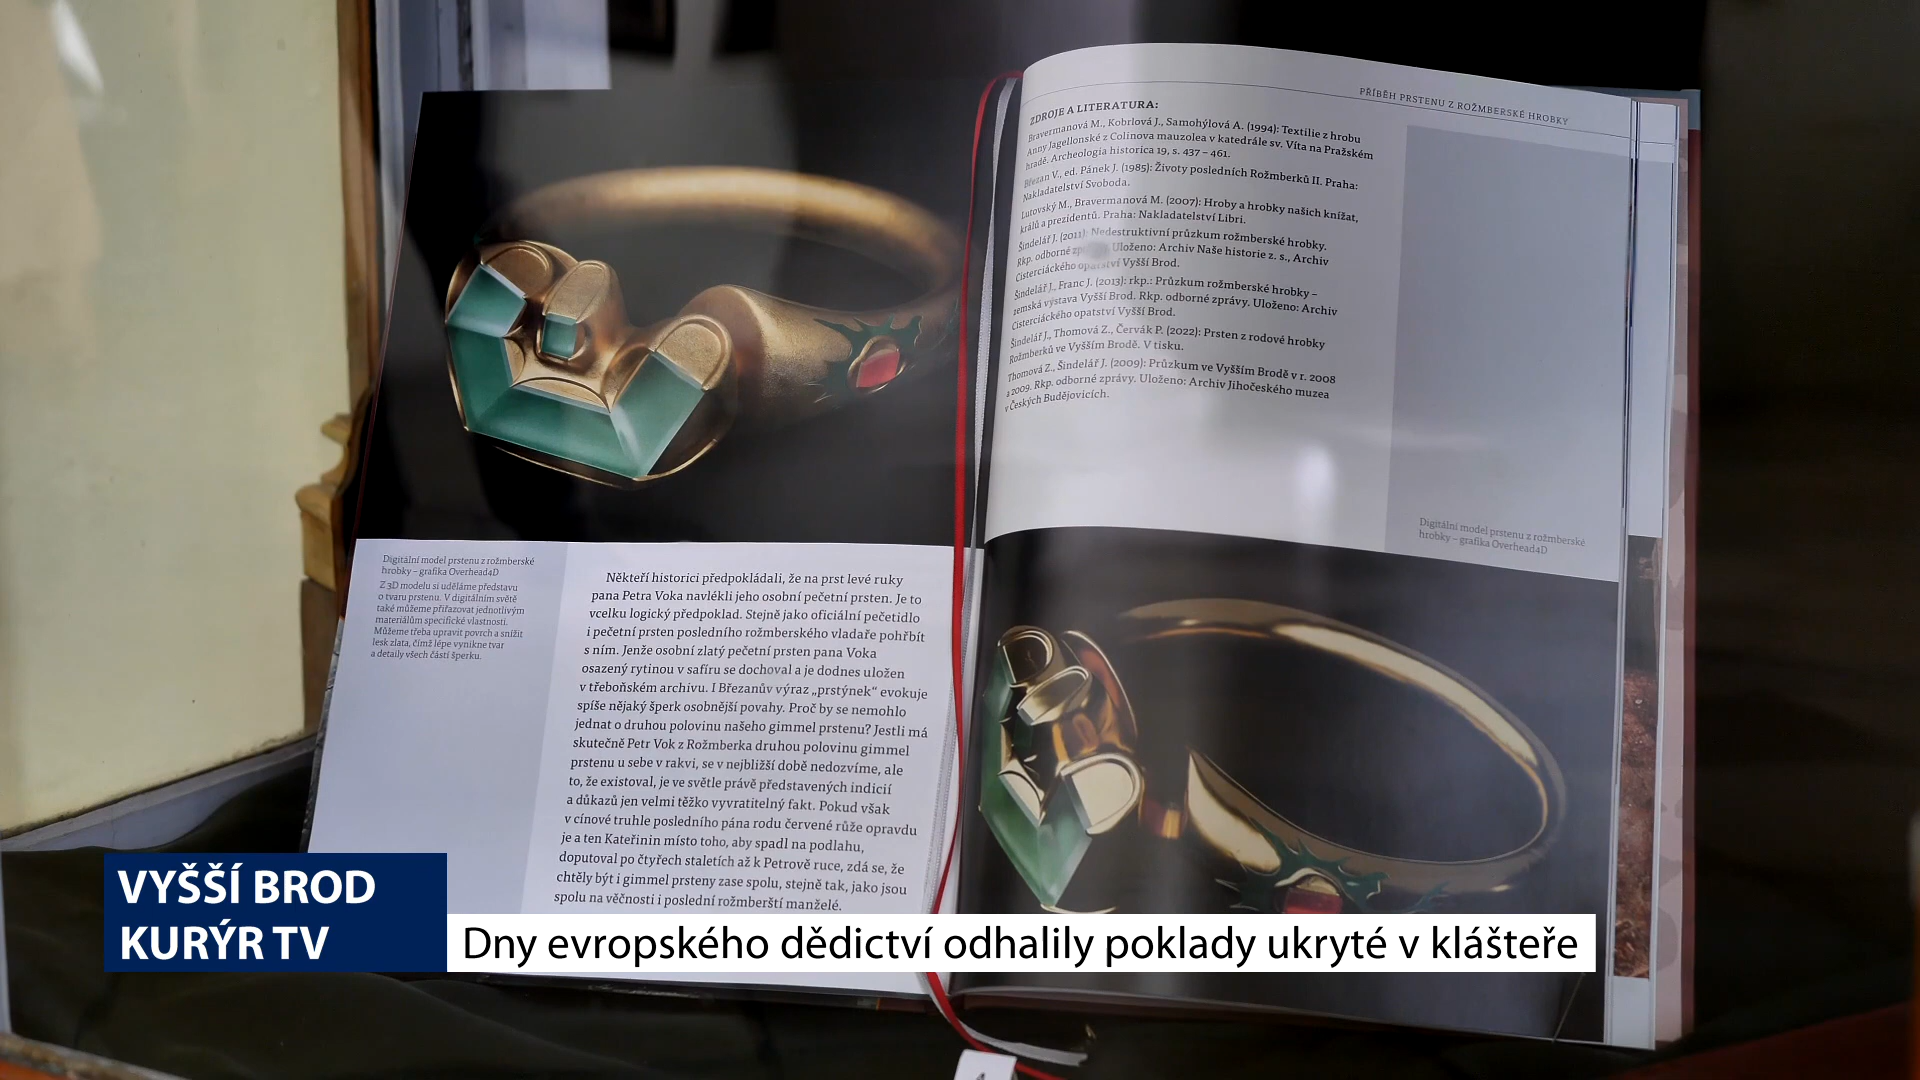 PŘÍBĚH PRSTENU Z ROŽMBERSKÉ HROBKY
ZDROJE A LITERATURA:
Bravermanová M., Kobrlová J., Samohýlová A. (1994): Textilie z hrobu
Anny Jagellonské z Colinova mauzolea v katedrále sv. Víta na Pražském
hradě. Archeologia historica 19, s. 437 – 461.
Březan V., ed. Pánek J. (1985): Životy posledních Rožmberků II. Praha:
Nakladatelství Svoboda.
Lutovský M., Bravermanová M. (2007): Hroby a hrobky našich knížat,
králů a prezidentů. Praha: Nakladatelství Libri.
Šindelář J. (2011): Nedestruktivní průzkum rožmberské hrobky.
Rkp. odborné zprávy. Uloženo: Archiv Naše historie z. s., Archiv
Cisterciáckého opatství Vyšší Brod.
Šindelář J., Franc J. (2013): rkp.: Průzkum rožmberské hrobky –
zemská výstava Vyšší Brod. Rkp. odborné zprávy. Uloženo: Archiv
Cisterciáckého opatství Vyšší Brod.
Šindelář J., Thomová Z., Červák P. (2022): Prsten z rodové hrobky
Rožmberků ve Vyšším Brodě. V tisku.
Thomová Z., Šindelář J. (2009): Průzkum ve Vyšším Brodě v r. 2008
a 2009. Rkp. odborné zprávy. Uloženo: Archiv Jihočeského muzea
v Českých Budějovicích.
Digitální model prstenu z rožmberské
hrobky – grafika Overhead4D
Digitální model prstenu z rožmberské
hrobky – grafika Overhead4D
Z 3D modelu si uděláme představu
o tvaru prstenu. V digitálním světě
také můžeme přiřazovat jednotlivým
materiálům specifické vlastnosti.
Můžeme třeba upravit povrch a snížit
lesk zlata, čímž lépe vynikne tvar
a detaily všech částí šperku.
Někteří historici předpokládali, že na prst levé ruky
pana Petra Voka navlékli jeho osobní pečetní prsten. Je to
vcelku logický předpoklad. Stejně jako oficiální pečetidlo
i pečetní prsten posledního rožmberského vladaře pohřbít
s ním. Jenže osobní zlatý pečetní prsten pana Voka
osazený rytinou v safíru se dochoval a je dodnes uložen
v třeboňském archivu. I Březanův výraz „prstýnek“ evokuje
spíše nějaký šperk osobnější povahy. Proč by se nemohlo
jednat o druhou polovinu našeho gimmel prstenu? Jestli má
skutečně Petr Vok z Rožmberka druhou polovinu gimmel
prstenu u sebe v rakvi, se v nejbližší době nedozvíme, ale
to, že existoval, je ve světle právě představených indicií
a důkazů jen velmi těžko vyvratitelný fakt. Pokud však
v cínové truhle posledního pána rodu červené růže opravdu
je a ten Kateřinin místo toho, aby spadl na podlahu,
doputoval po čtyřech staletích až k Petrově ruce, zdá se, že
chtěly být i gimmel prsteny zase spolu, stejně tak, jako jsou
spolu na věčnosti i poslední rožmberští manželé.
VYŠŠÍ BROD
KURÝR TV
Dny evropského dědictví odhalily poklady ukryté v klášteře